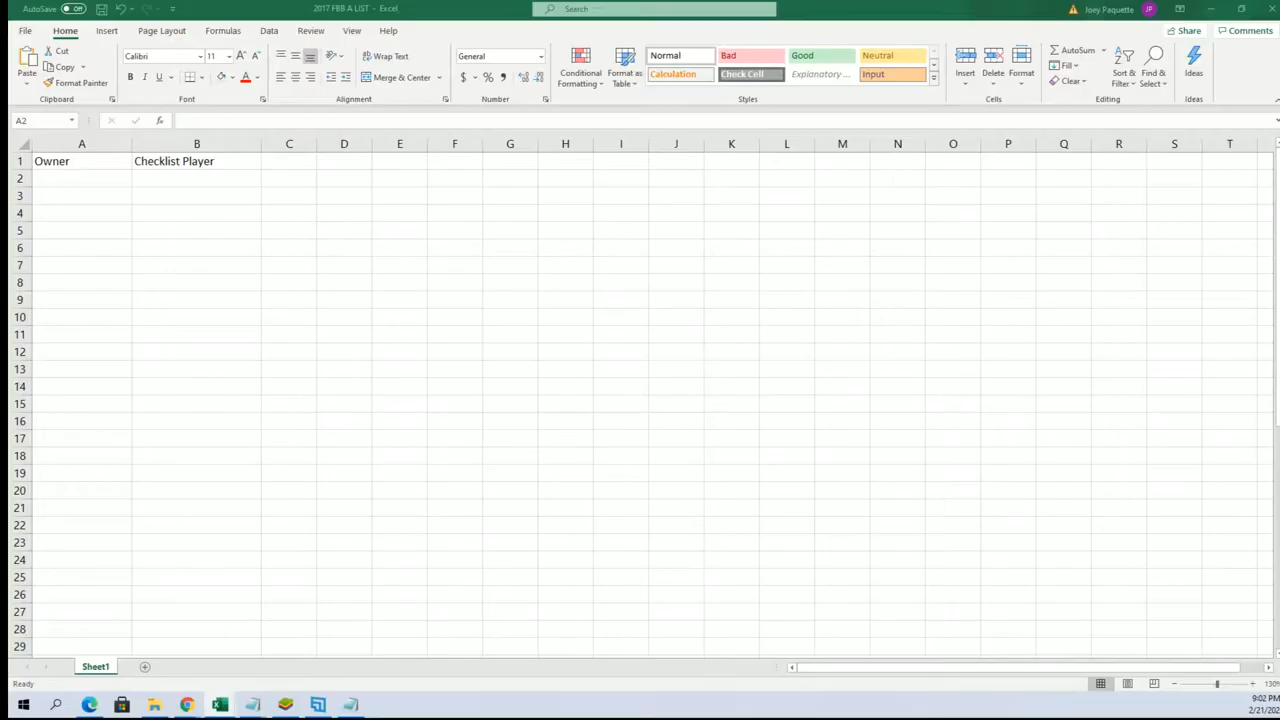 AutoSave Off 2017 FBB A LIST - Excel Search Joey Paquette JP
File Home Insert Page Layout Formulas Data Review View Help Share Comments
Paste Cut Copy Format Painter Clipboard
Calibri 11 A^ A˅ B I U A Font
ab Wrap Text Merge & Center Alignment
General $ % , Number
Conditional Formatting Format as Table
Normal Bad Good Neutral
Calculation Check Cell Explanatory ... Input
Styles
Insert Delete Format Cells
AutoSum Fill Clear Sort & Filter Find & Select Editing
Ideas Ideas
A2 fx
A B C D E F G H I J K L M N O P Q R S T
1 Owner Checklist Player
2
3
4
5
6
7
8
9
10
11
12
13
14
15
16
17
18
19
20
21
22
23
24
25
26
27
28
29
Sheet1
Ready 130%
9:02 PM
2/21/202